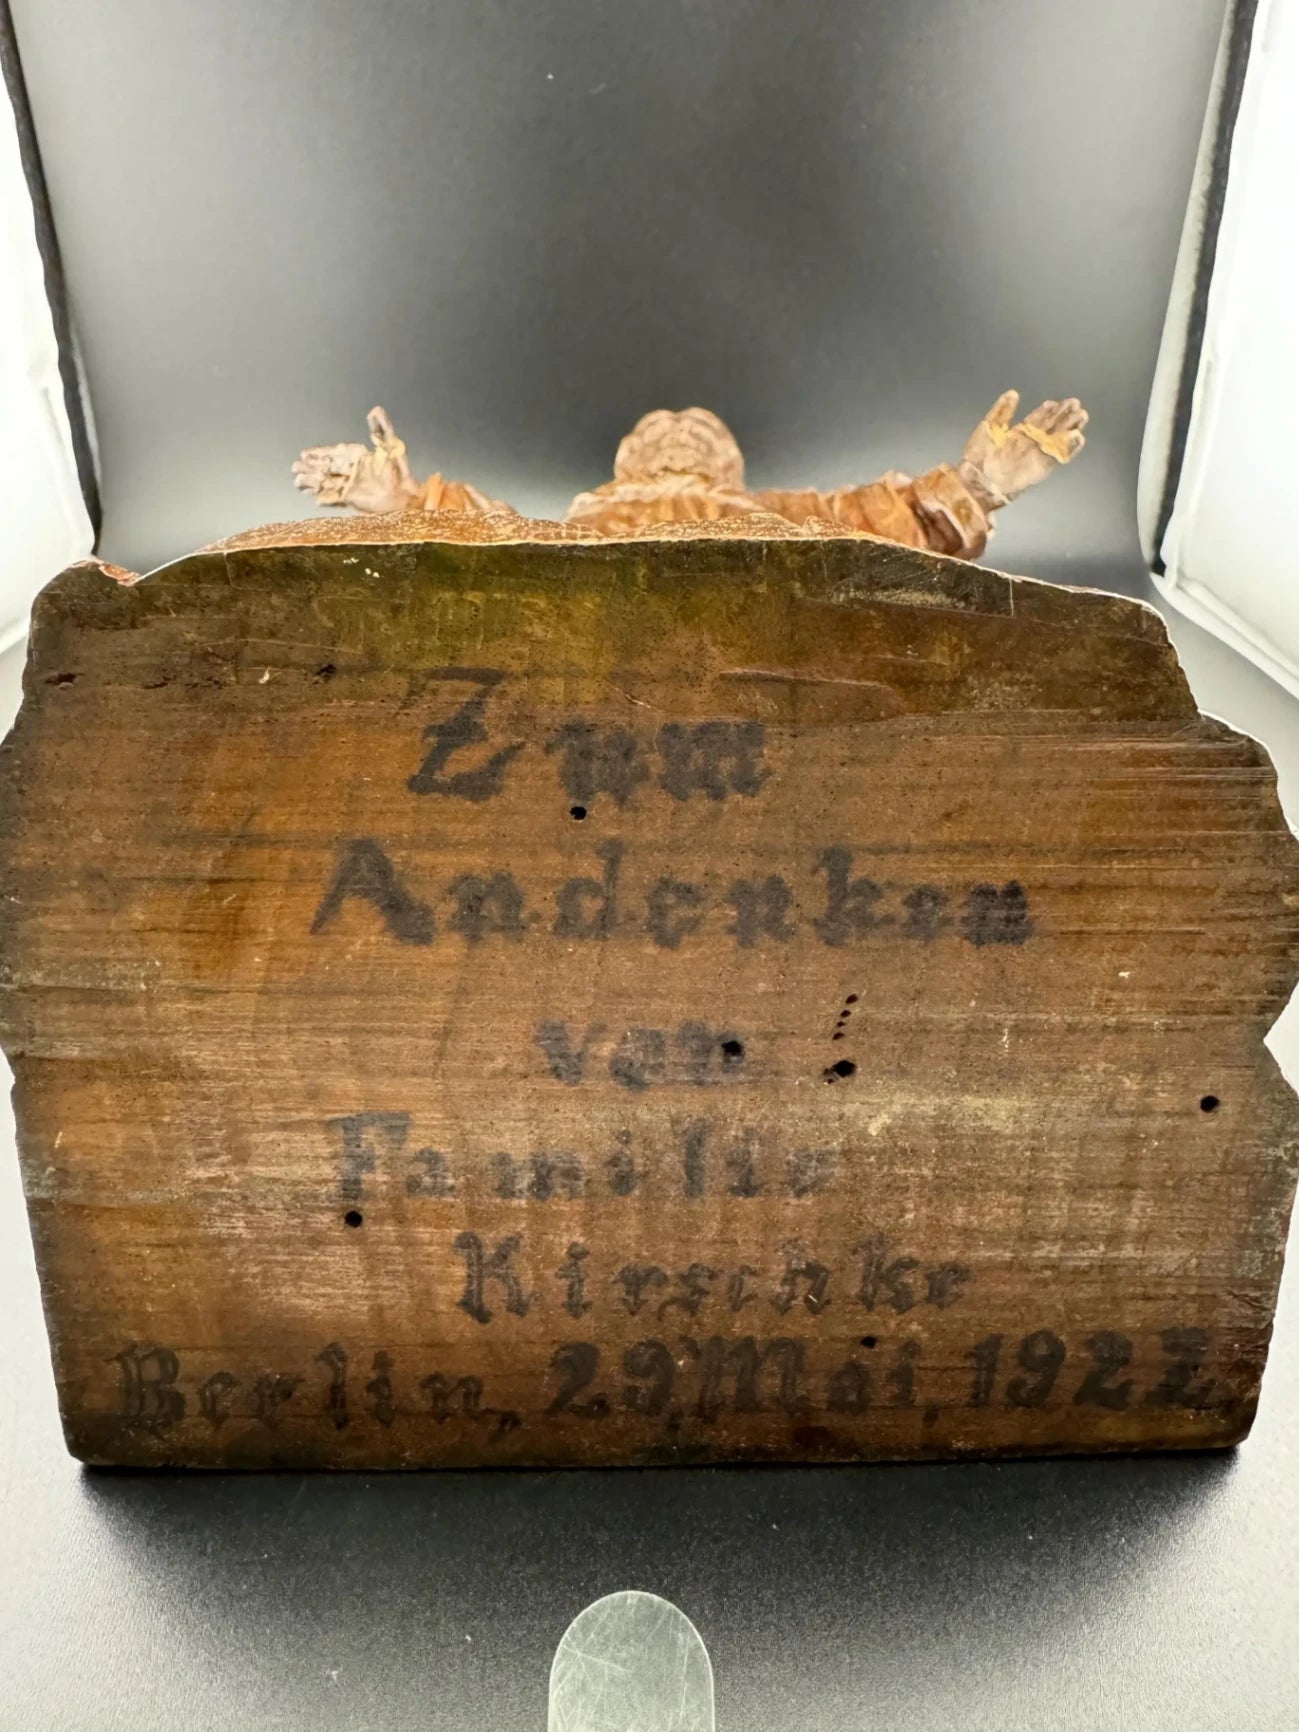 Zum
Andenken
von
Familie
Kirschke
Berlin, 29. Mai, 1922